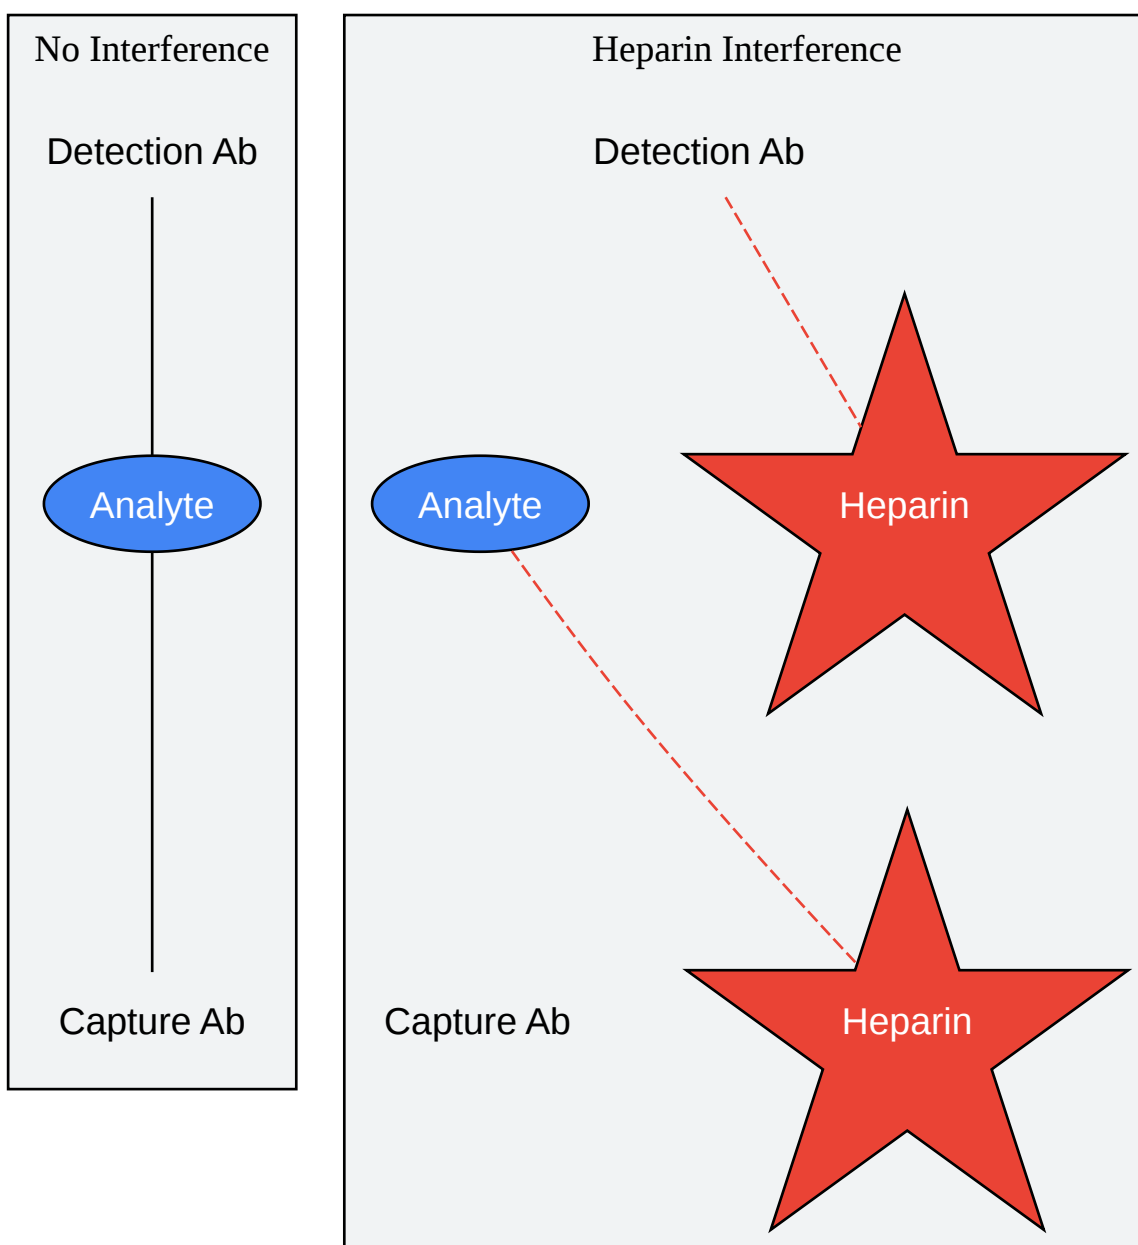 No Interference
Detection Ab
Analyte
Capture Ab
Heparin Interference
Detection Ab
Analyte
Heparin
Capture Ab
Heparin